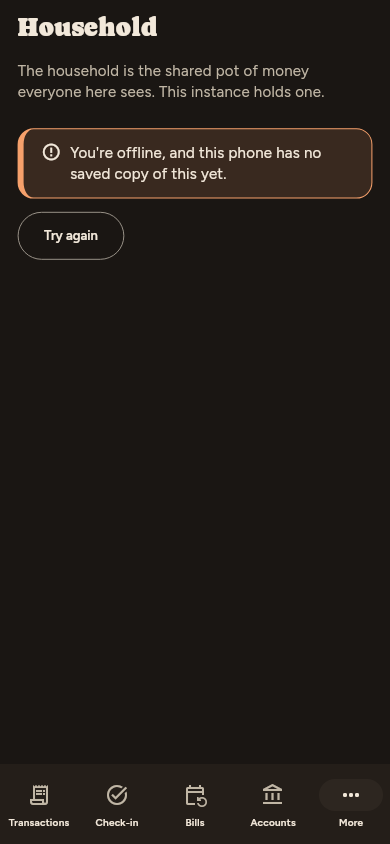 Household
The household is the shared pot of money
everyone here sees. This instance holds one.
You're offline, and this phone has no
saved copy of this yet.
Try again
Transactions
Check-in
Bills
Accounts
More